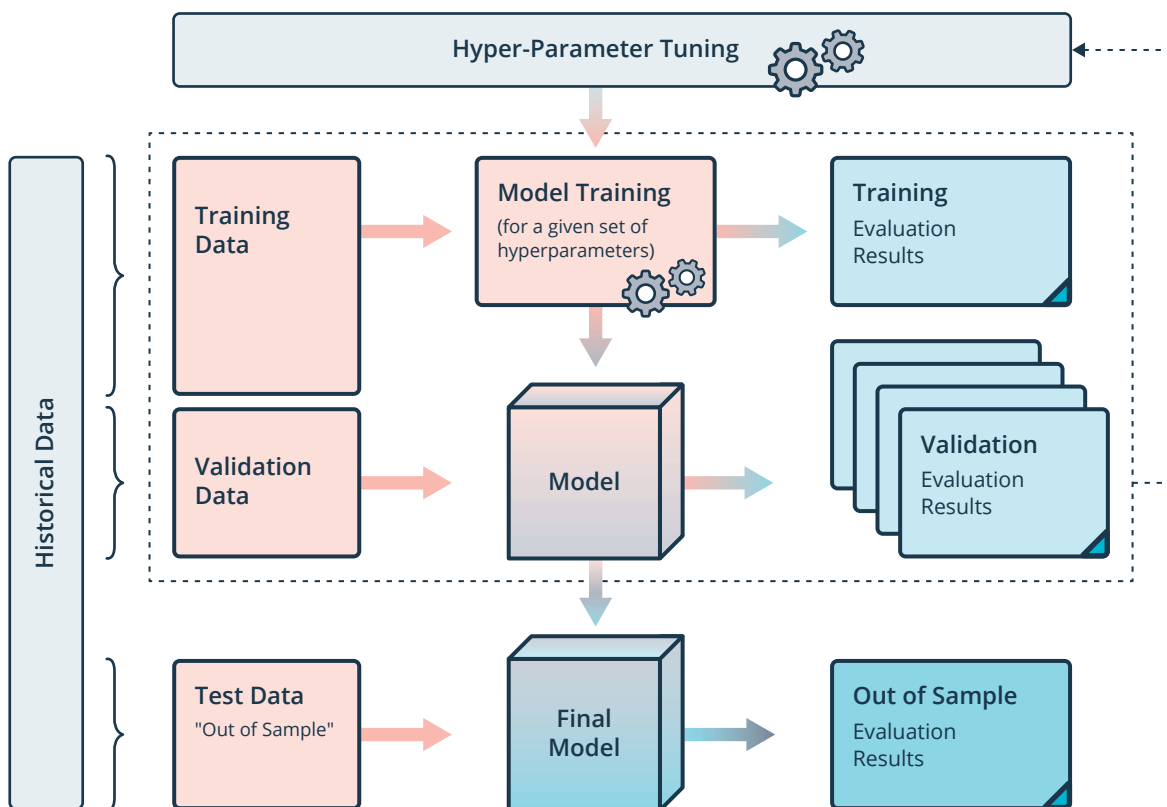 Hyper-Parameter Tuning
Historical Data
Training
Data
Model Training
(for a given set of
hyperparameters)
Training
Evaluation
Results
Validation
Data
Model
Validation
Evaluation
Results
Test Data
"Out of Sample"
Final
Model
Out of Sample
Evaluation
Results